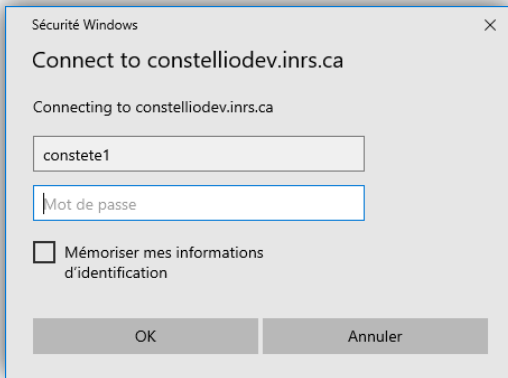 Sécurité Windows
Connect to constelliodev.inrs.ca
Connecting to constelliodev.inrs.ca
constete1
Mot de passe
Mémoriser mes informations
d'identification
OK Annuler